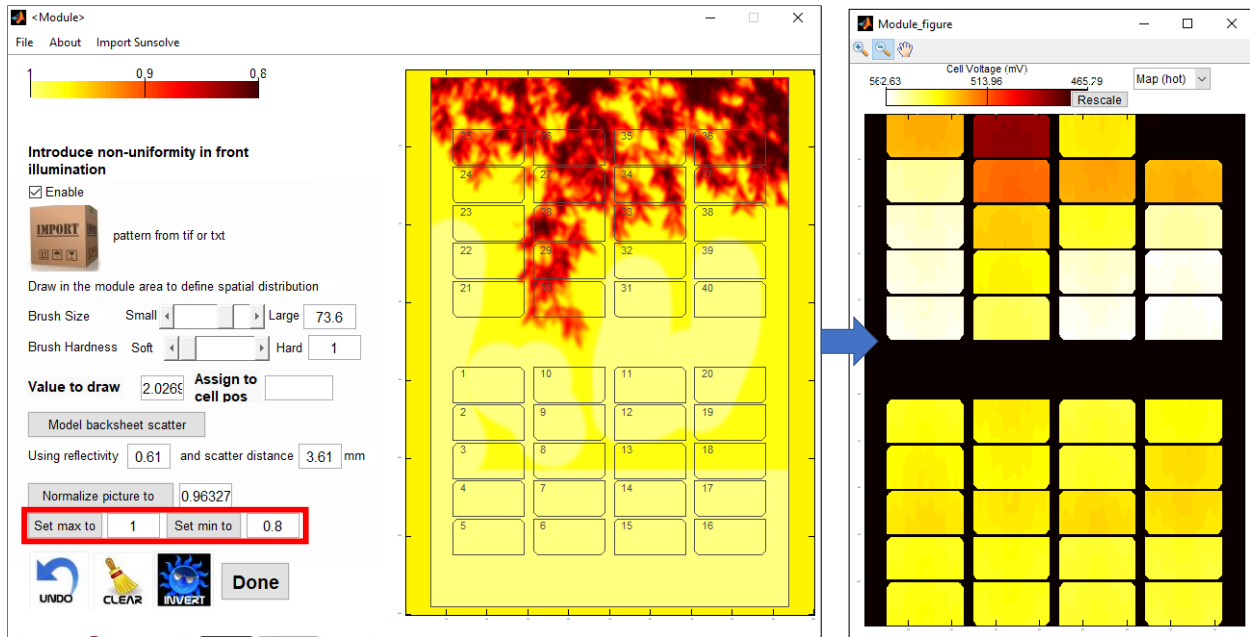 <Module>
File About Import Sunsolve
1 0.9 0.8
Introduce non-uniformity in front
illumination
Enable
IMPORT
pattern from tif or txt
Draw in the module area to define spatial distribution
Brush Size Small Large 73.6
Brush Hardness Soft Hard 1
Value to draw 2.0269 Assign to
cell pos
Model backsheet scatter
Using reflectivity 0.61 and scatter distance 3.61 mm
Normalize picture to 0.96327
Set max to 1 Set min to 0.8
UNDO CLEAR INVERT Done
25 26 35 36
24 27 34 37
23 28 33 38
22 29 32 39
21 30 31 40
1 10 11 20
2 9 12 19
3 8 13 18
4 7 14 17
5 6 15 16
Module_figure
Cell Voltage (mV)
562.63 513.96 465.79
Map (hot)
Rescale